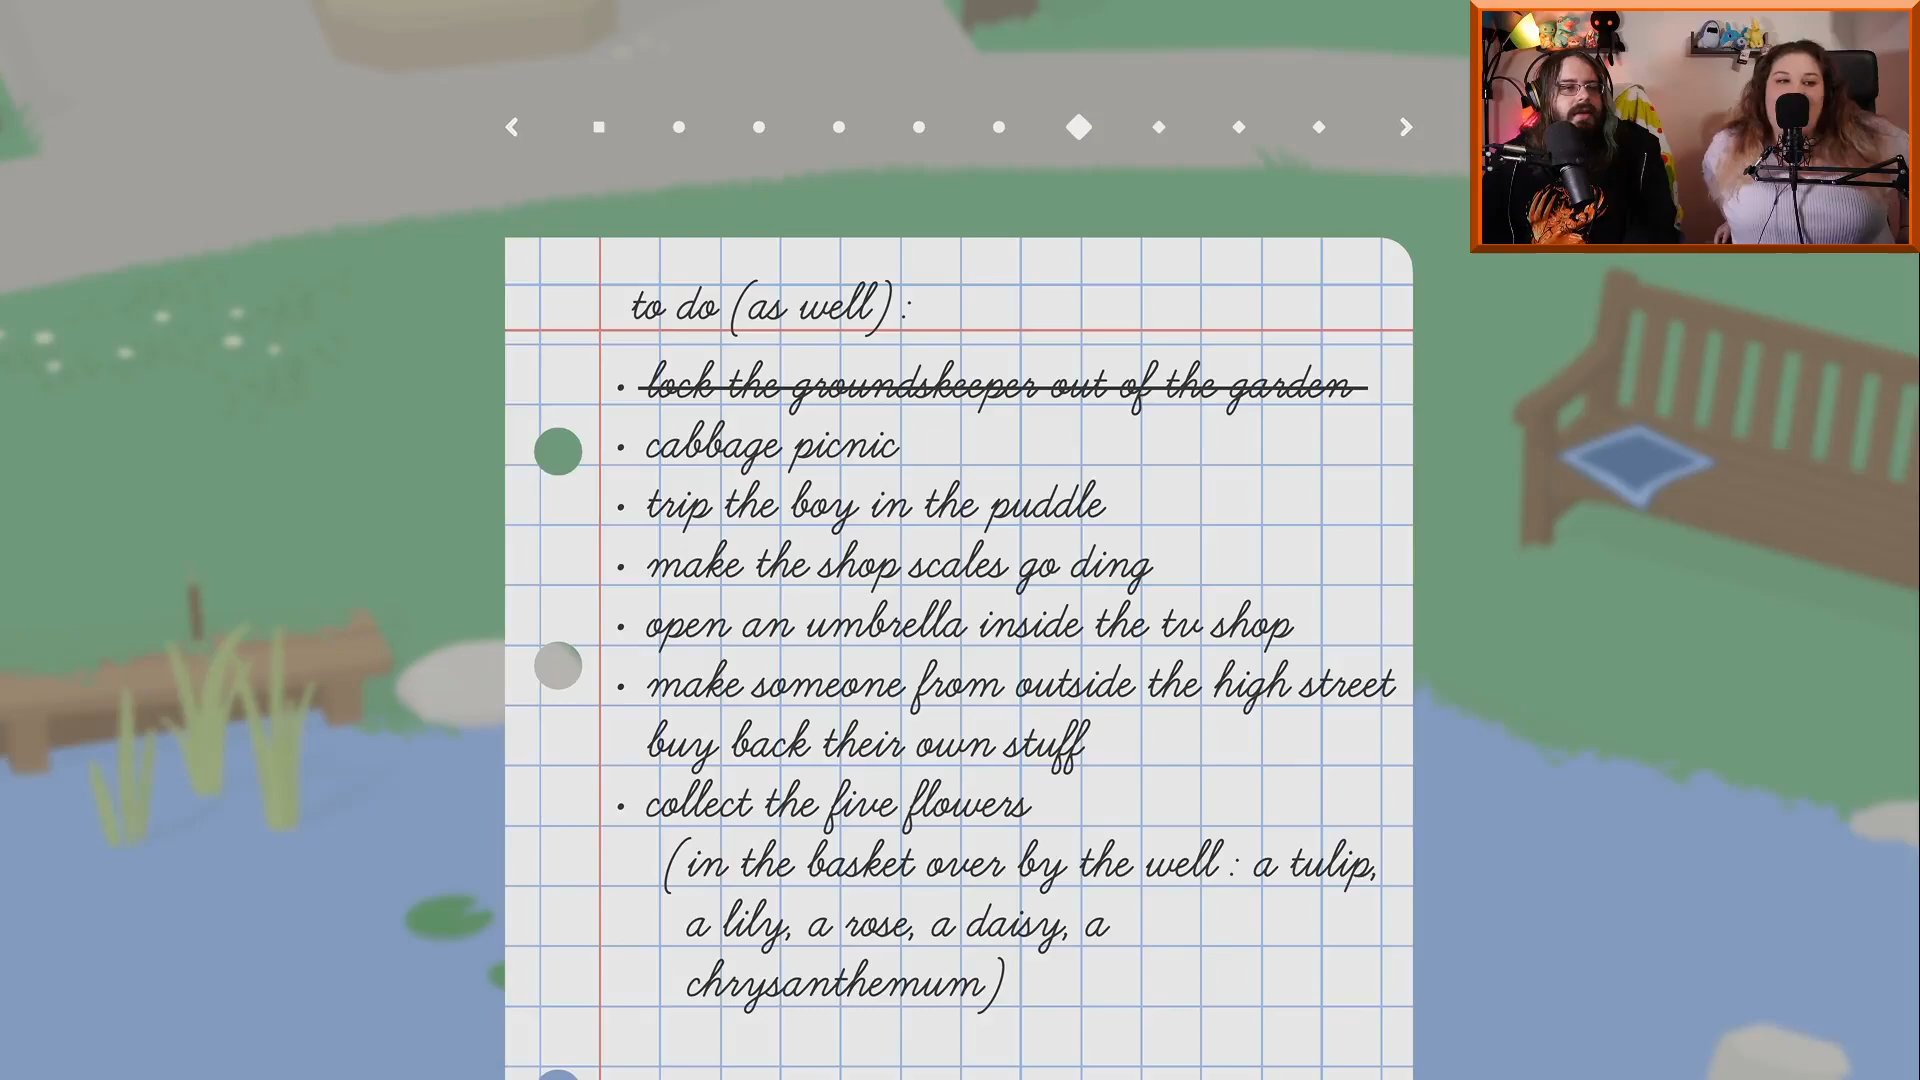 to do (as well) :
• lock the groundskeeper out of the garden
• cabbage picnic
• trip the boy in the puddle
• make the shop scales go ding
• open an umbrella inside the tv shop
• make someone from outside the high street
buy back their own stuff
• collect the five flowers
(in the basket over by the well : a tulip,
a lily, a rose, a daisy, a
chrysanthemum)